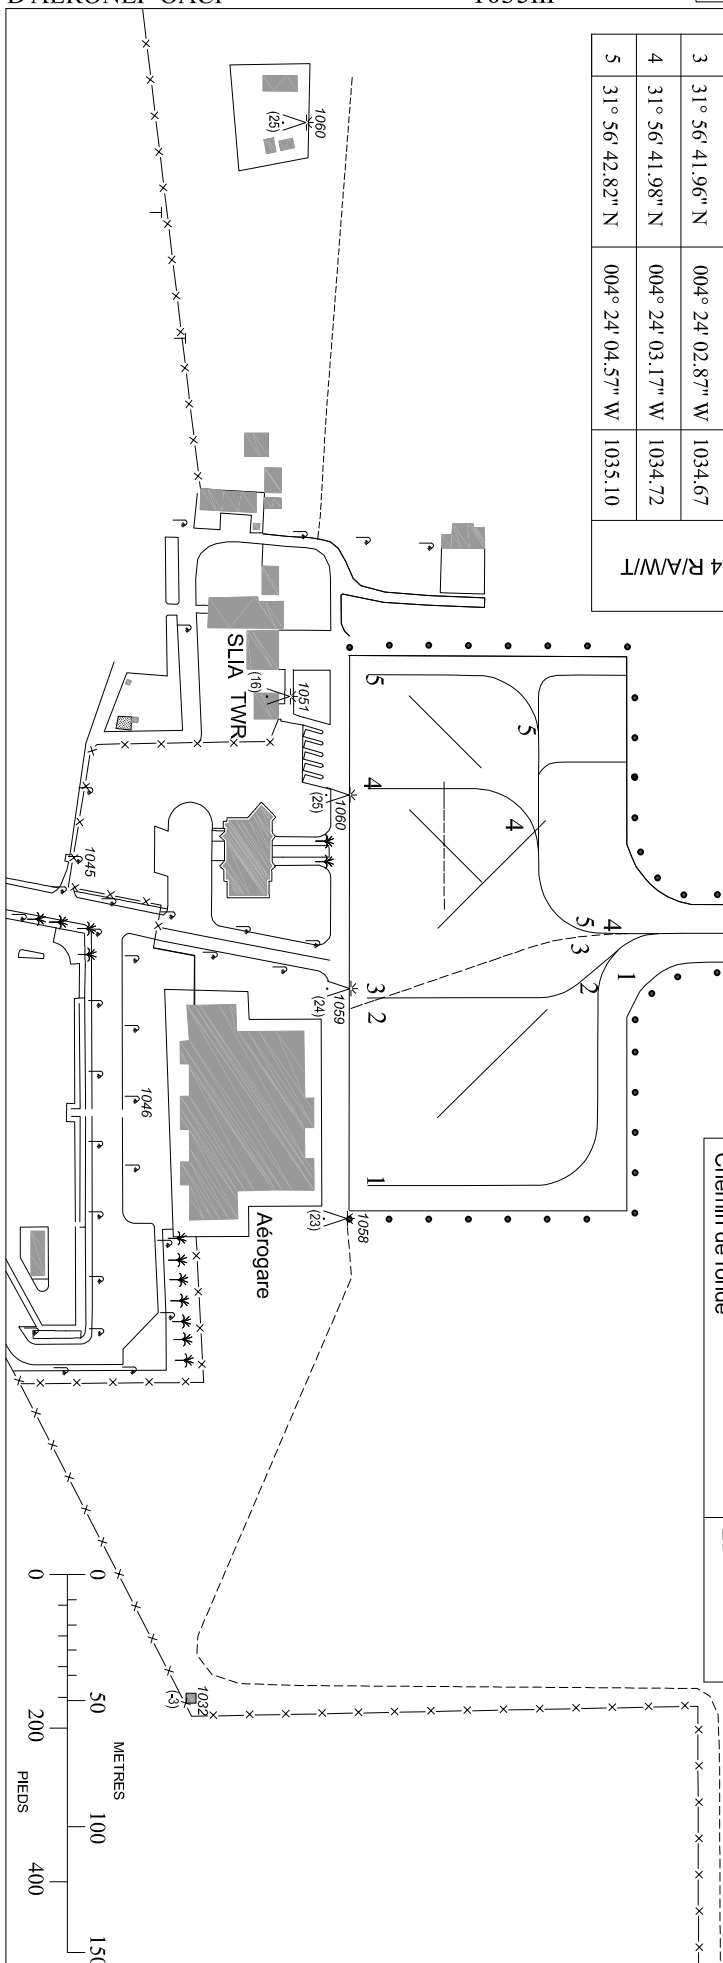 3 31° 56' 41.96" N 004° 24' 02.87" W 1034.67
4 31° 56' 41.98" N 004° 24' 03.17" W 1034.72
5 31° 56' 42.82" N 004° 24' 04.57" W 1035.10
4 R/A/W/T
1060
(25)
SLIA TWR
1051
(16)
5
5
4
4
1060
(25)
1045
5
4
3
2
1
3
2
1059
(24)
1046
1
1058
(23)
Aérogare
Chemin de ronde
1032
(-3)
0 50 100 150
METRES
0 200 400
PIEDS